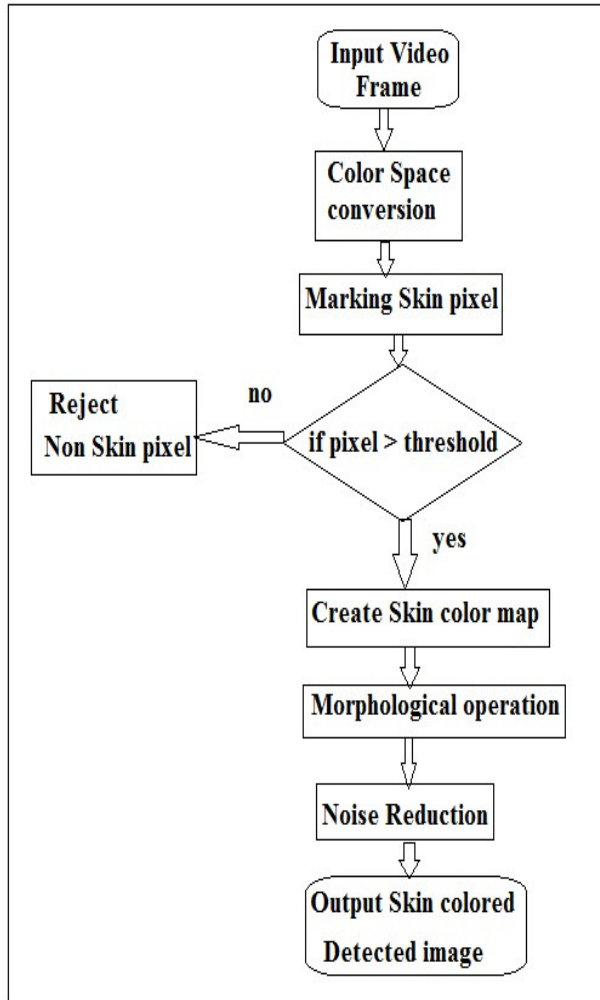 Input Video
Frame
Color Space
conversion
Marking Skin pixel
no
Reject
Non Skin pixel
if pixel > threshold
yes
Create Skin color map
Morphological operation
Noise Reduction
Output Skin colored
Detected image